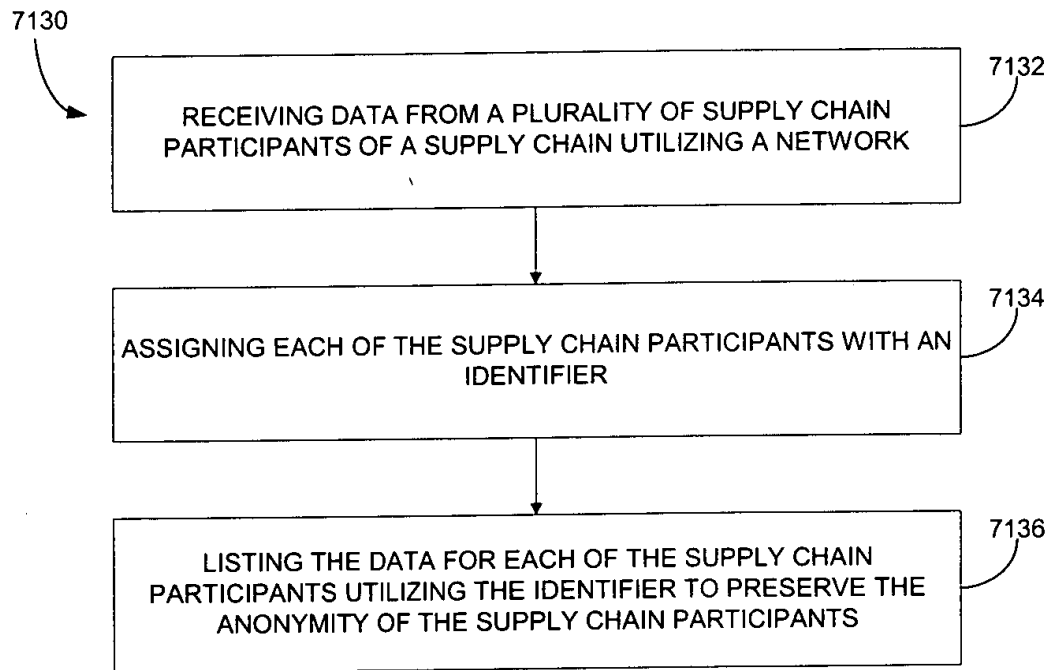 7130
7132
RECEIVING DATA FROM A PLURALITY OF SUPPLY CHAIN
PARTICIPANTS OF A SUPPLY CHAIN UTILIZING A NETWORK
7134
ASSIGNING EACH OF THE SUPPLY CHAIN PARTICIPANTS WITH AN
IDENTIFIER
7136
LISTING THE DATA FOR EACH OF THE SUPPLY CHAIN
PARTICIPANTS UTILIZING THE IDENTIFIER TO PRESERVE THE
ANONYMITY OF THE SUPPLY CHAIN PARTICIPANTS